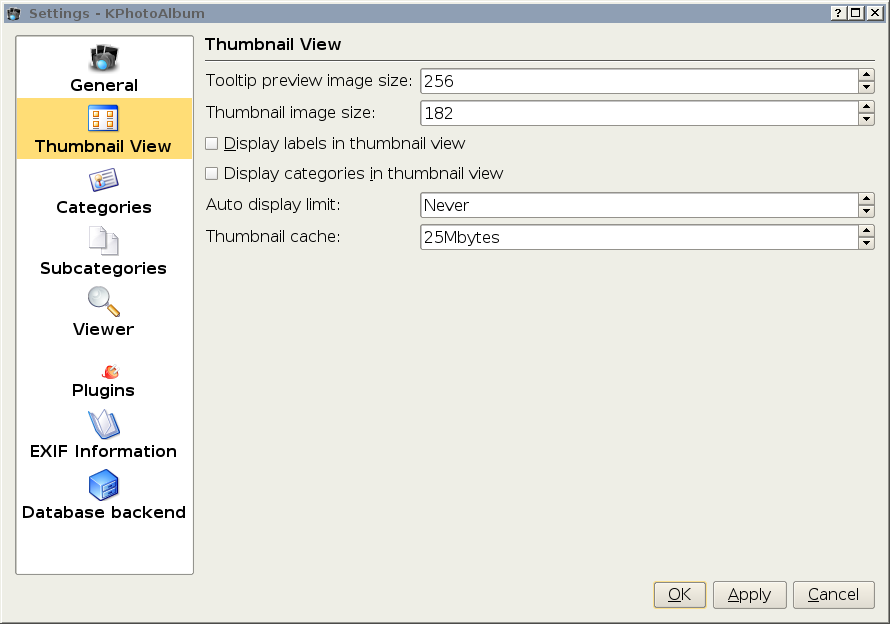 Settings - KPhotoAlbum
General
Thumbnail View
Categories
Subcategories
Viewer
Plugins
EXIF Information
Database backend
Thumbnail View
Tooltip preview image size: 256
Thumbnail image size: 182
Display labels in thumbnail view
Display categories in thumbnail view
Auto display limit: Never
Thumbnail cache: 25Mbytes
OK Apply Cancel